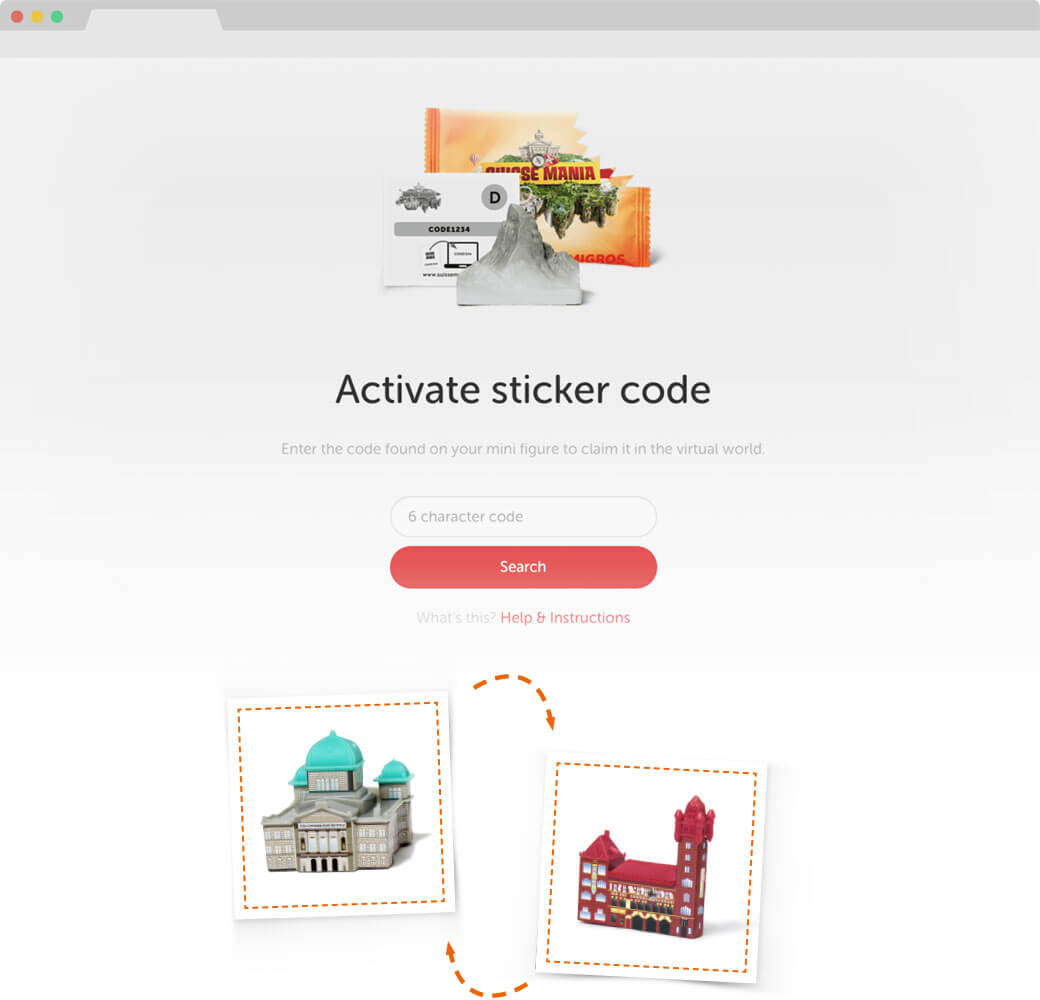 SUISSE MANIA
D
CODE1234
MIGROS
Activate sticker code
Enter the code found on your mini figure to claim it in the virtual world.
6 character code
Search
What's this? Help & Instructions